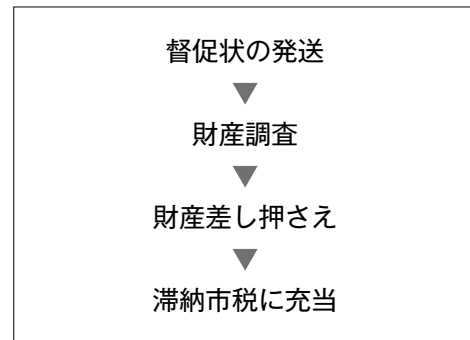 督促状の発送
財産調査
財産差し押さえ
滞納市税に充当